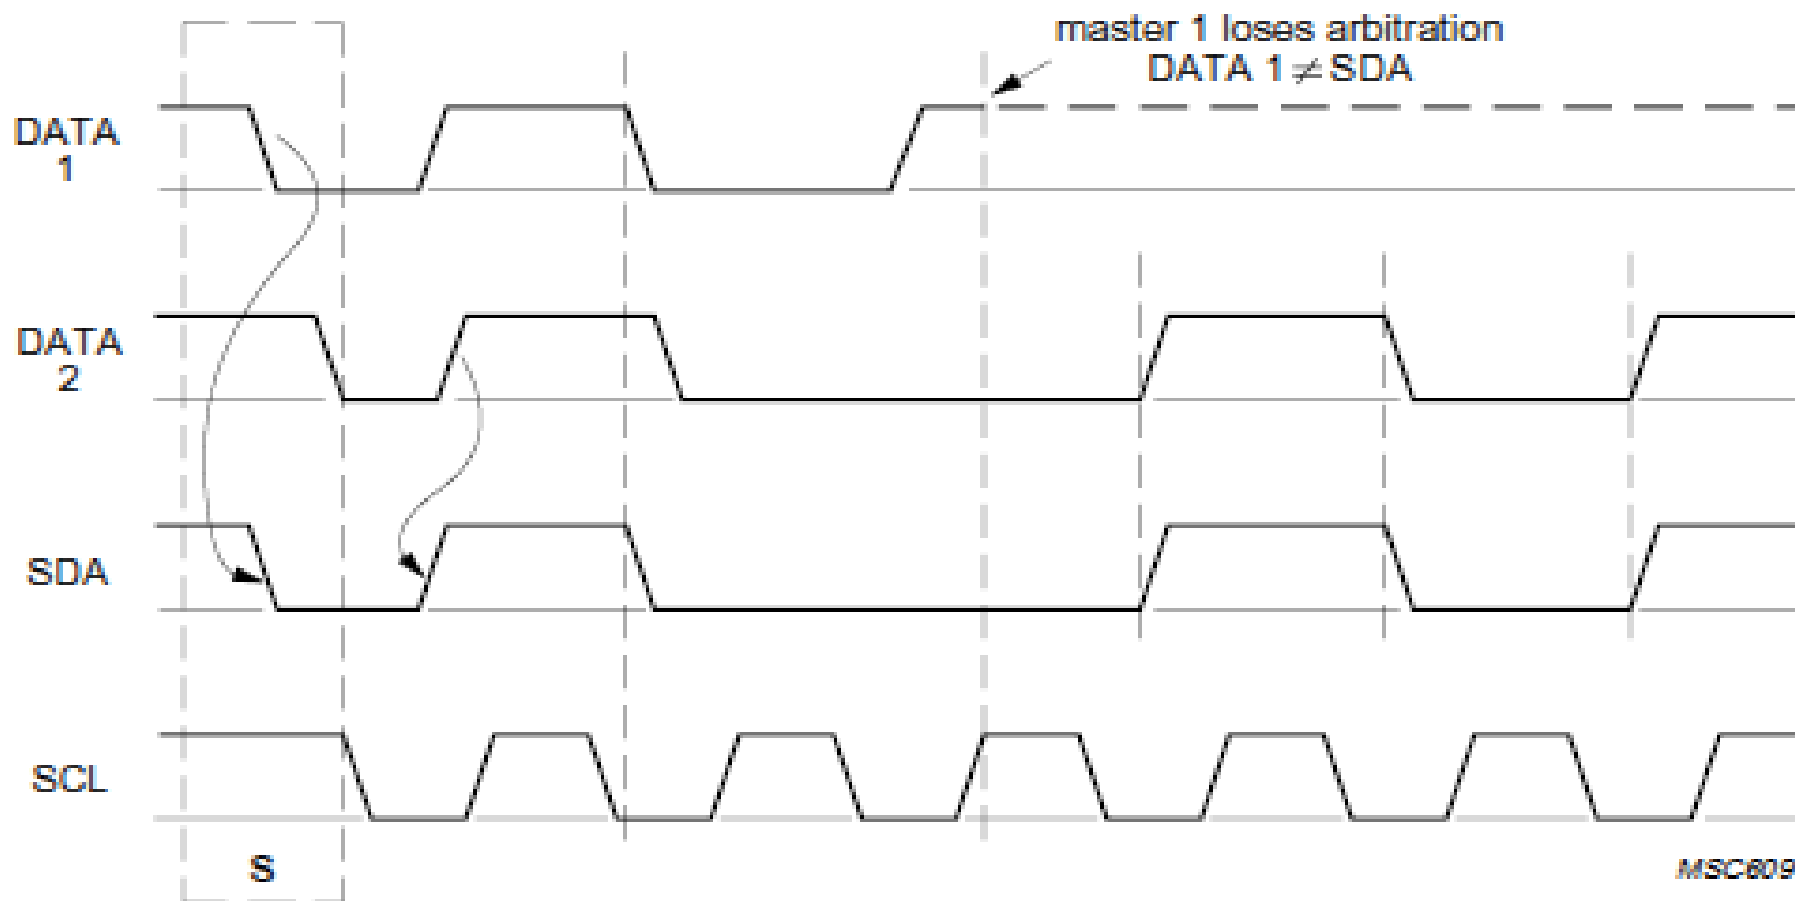 master 1 loses arbitration
DATA 1 ≠ SDA
DATA
1
DATA
2
SDA
SCL
S
MSC609